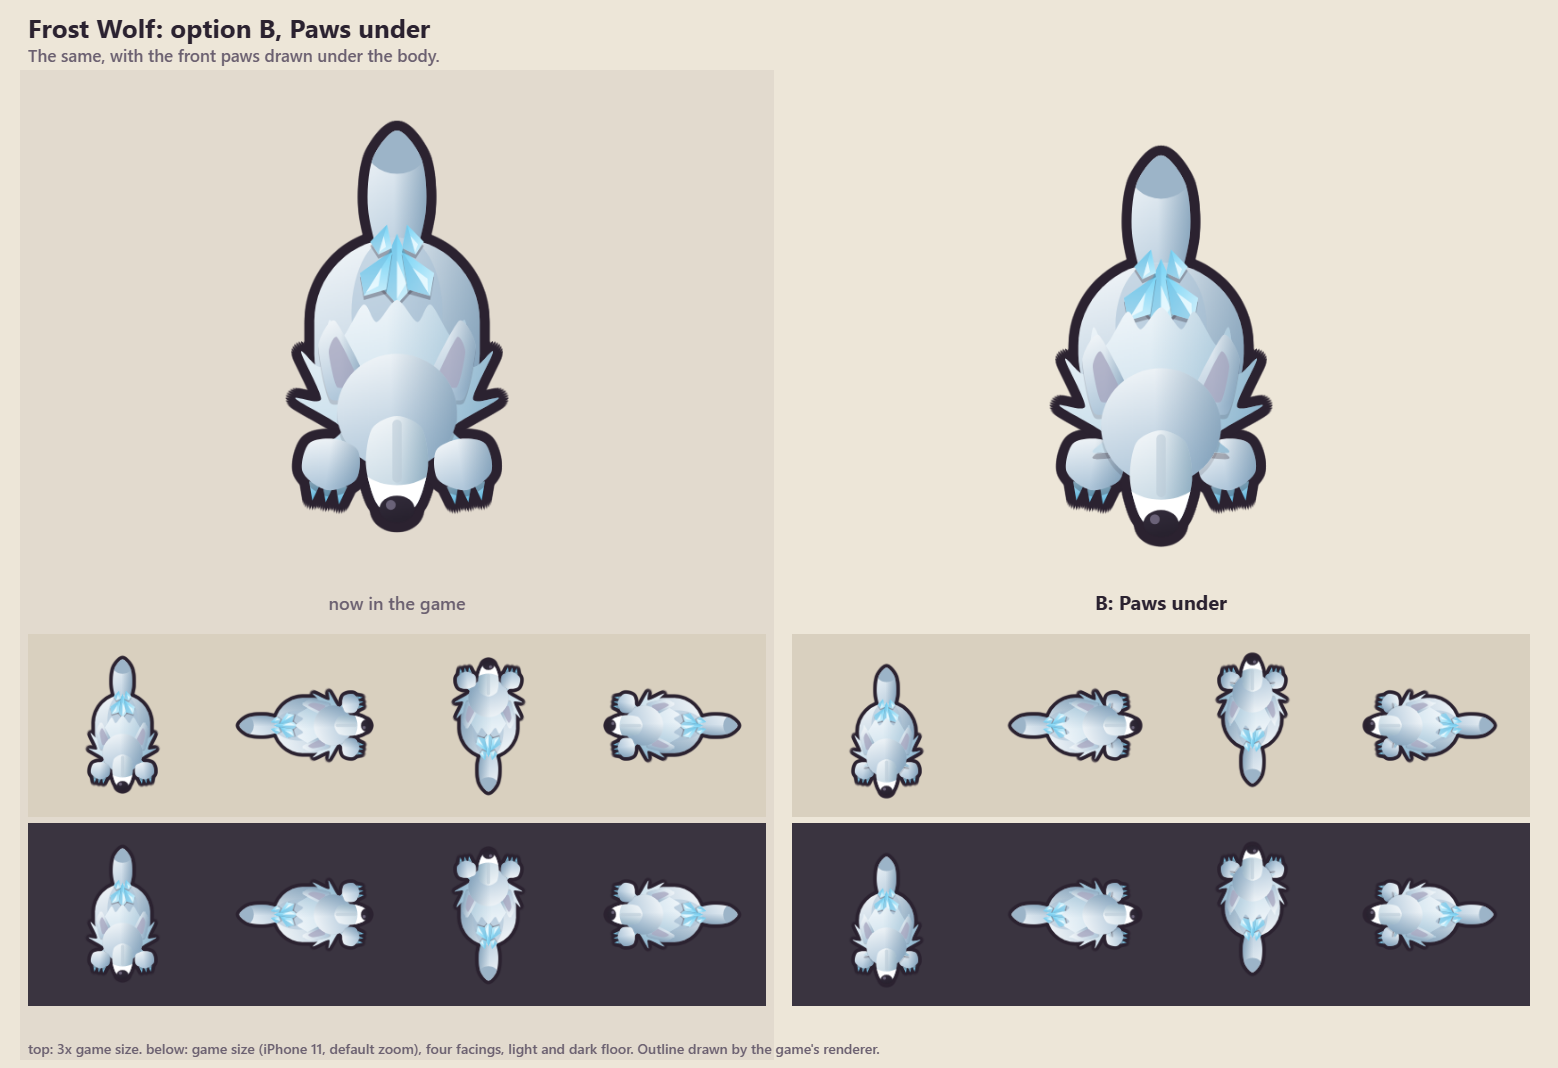 Frost Wolf: option B, Paws under
The same, with the front paws drawn under the body.
now in the game
B: Paws under
top: 3x game size. below: game size (iPhone 11, default zoom), four facings, light and dark floor. Outline drawn by the game's renderer.